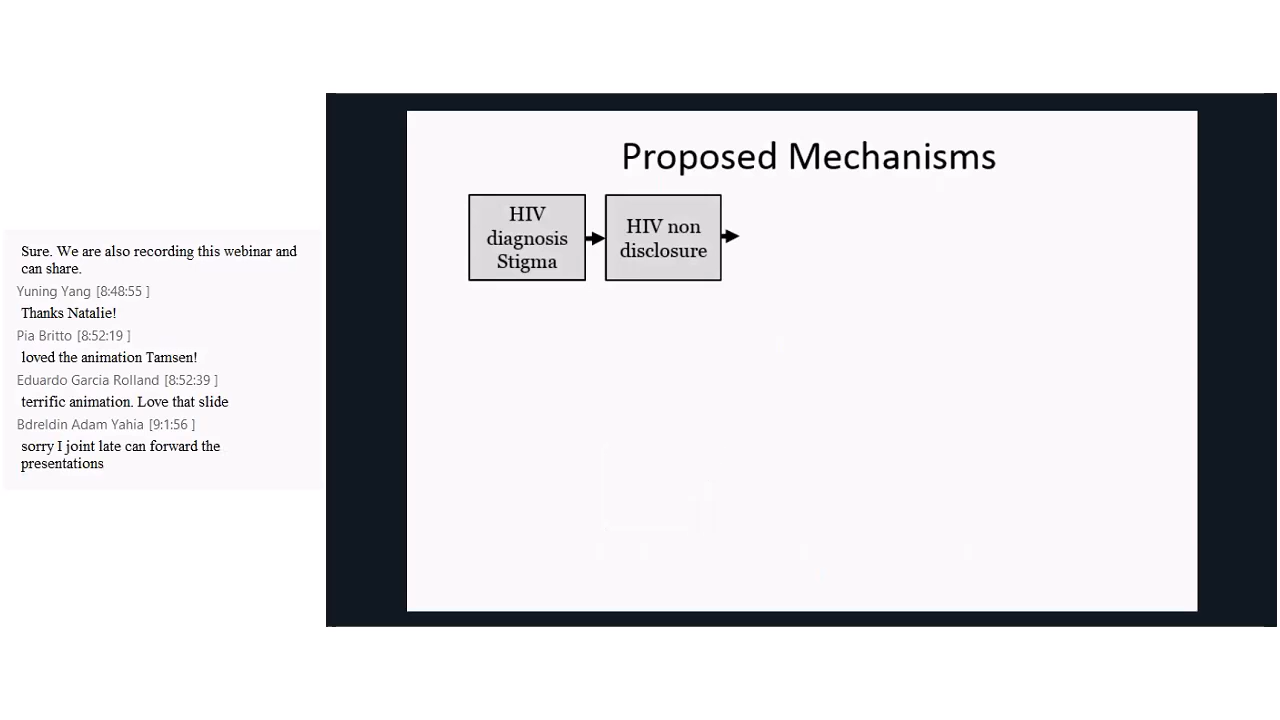 Sure. We are also recording this webinar and
can share.
Yuning Yang [8:48:55 ]
Thanks Natalie!
Pia Britto [8:52:19 ]
loved the animation Tamsen!
Eduardo Garcia Rolland [8:52:39 ]
terrific animation. Love that slide
Bdreldin Adam Yahia [9:1:56 ]
sorry I joint late can forward the
presentations
Proposed Mechanisms
HIV
diagnosis
Stigma
HIV non
disclosure